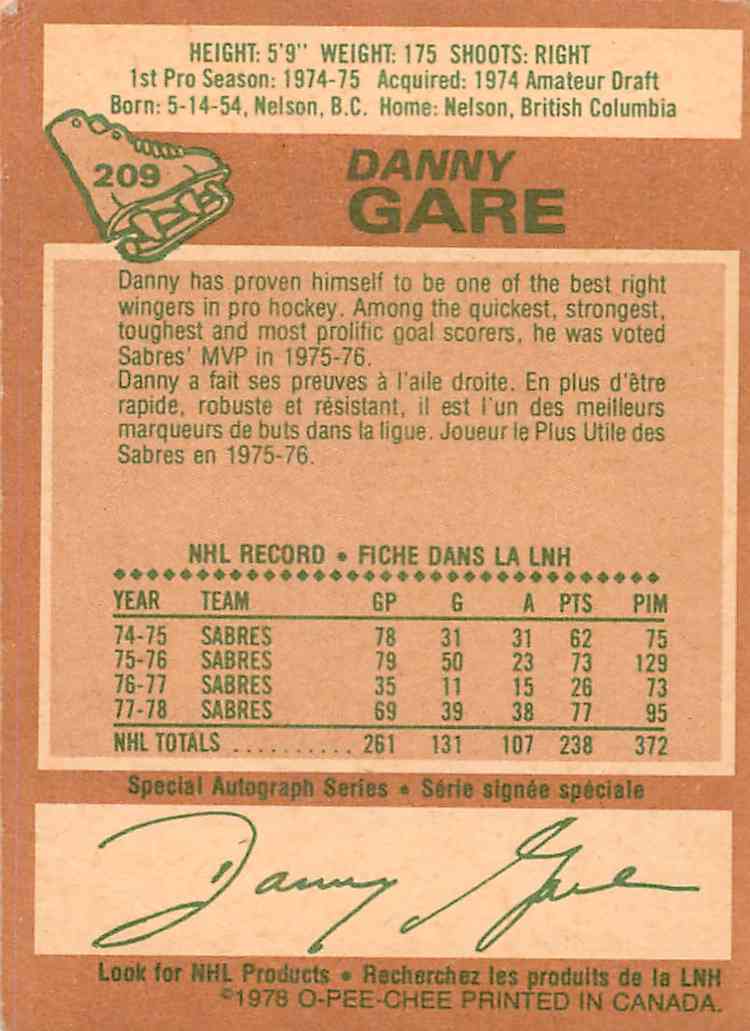 HEIGHT: 5'9" WEIGHT: 175 SHOOTS: RIGHT
1st Pro Season: 1974-75 Acquired: 1974 Amateur Draft
Born: 5-14-54, Nelson, B.C. Home: Nelson, British Columbia
209
DANNY
GARE
Danny has proven himself to be one of the best right
wingers in pro hockey. Among the quickest, strongest,
toughest and most prolific goal scorers, he was voted
Sabres' MVP in 1975-76.
Danny a fait ses preuves à l'aile droite. En plus d'être
rapide, robuste et résistant, il est l'un des meilleurs
marqueurs de buts dans la ligue. Joueur le Plus Utile des
Sabres en 1975-76.
NHL RECORD • FICHE DANS LA LNH
YEAR TEAM GP G A PTS PIM
74-75 SABRES 78 31 31 62 75
75-76 SABRES 79 50 23 73 129
76-77 SABRES 35 11 15 26 73
77-78 SABRES 69 39 38 77 95
NHL TOTALS .......... 261 131 107 238 372
Special Autograph Series • Série signée spéciale
Danny Gare
Look for NHL Products • Recherchez les produits de la LNH
©1978 O-PEE-CHEE PRINTED IN CANADA.